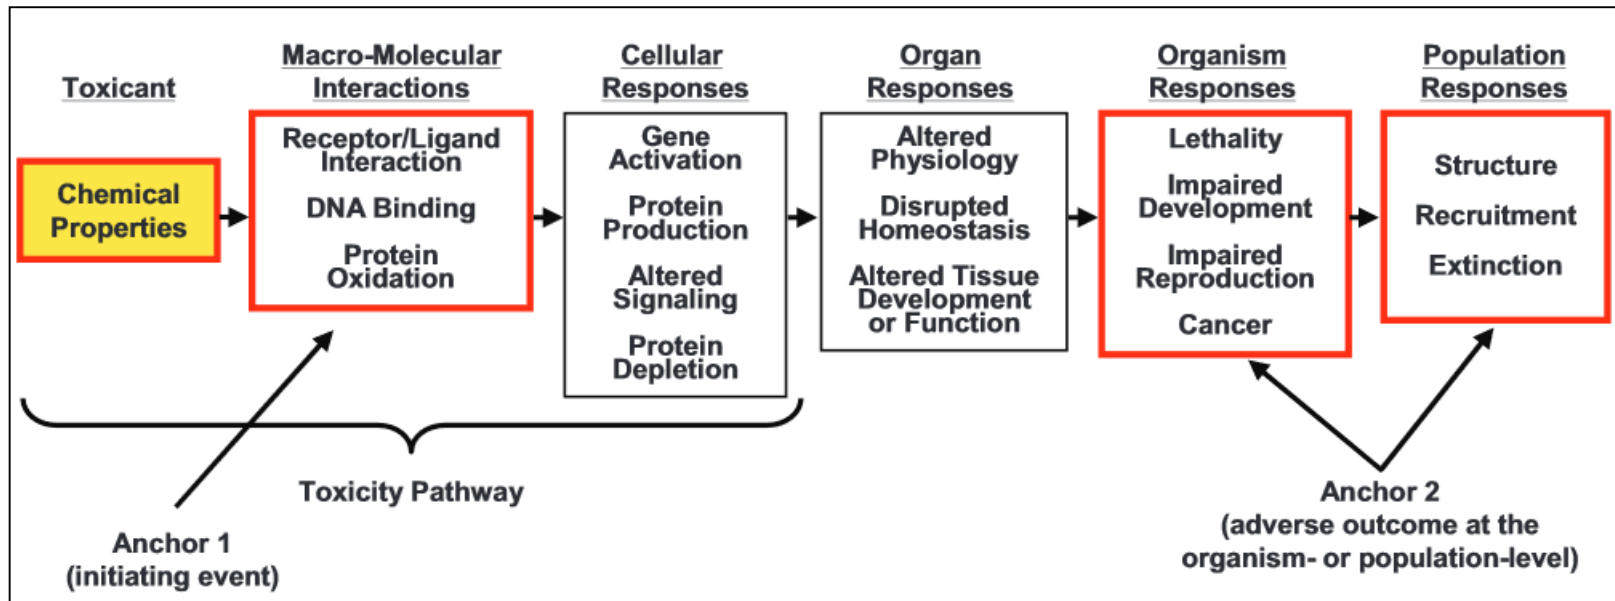 Toxicant
Macro-Molecular
Interactions
Cellular
Responses
Organ
Responses
Organism
Responses
Population
Responses
Chemical
Properties
Receptor/Ligand
Interaction
DNA Binding
Protein
Oxidation
Gene
Activation
Protein
Production
Altered
Signaling
Protein
Depletion
Altered
Physiology
Disrupted
Homeostasis
Altered Tissue
Development
or Function
Lethality
Impaired
Development
Impaired
Reproduction
Cancer
Structure
Recruitment
Extinction
Toxicity Pathway
Anchor 1
(initiating event)
Anchor 2
(adverse outcome at the
organism- or population-level)